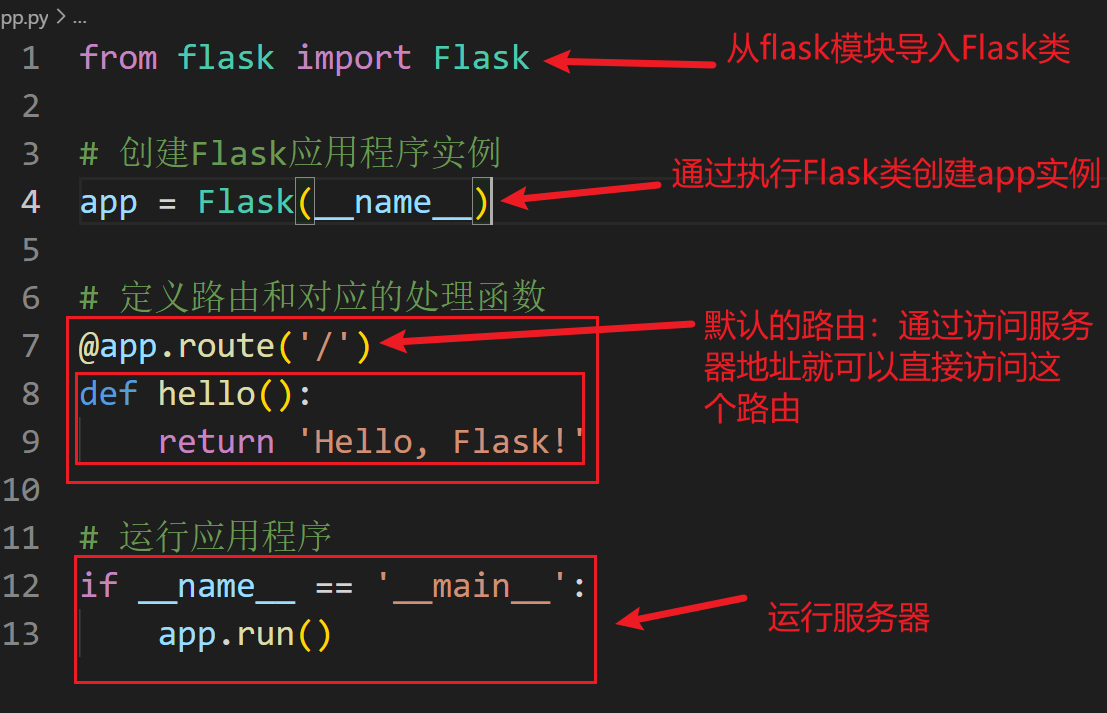 pp.py > ...
1 from flask import Flask
从flask模块导入Flask类
2
3 # 创建Flask应用程序实例
通过执行Flask类创建app实例
4 app = Flask(__name__)
5
6 # 定义路由和对应的处理函数
7 @app.route('/')
默认的路由：通过访问服务
器地址就可以直接访问这
个路由
8 def hello():
9 return 'Hello, Flask!'
10
11 # 运行应用程序
12 if __name__ == '__main__':
13 app.run()
运行服务器